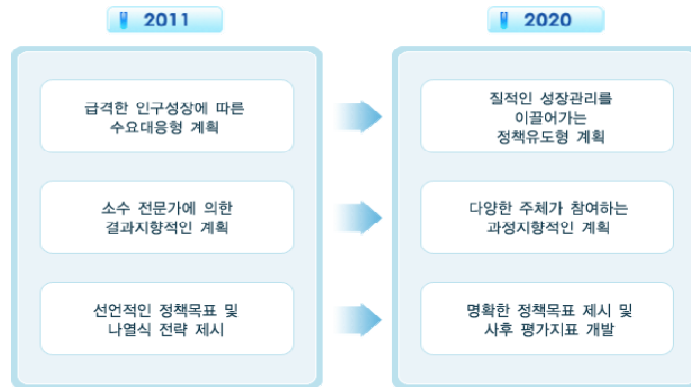 2011
2020
급격한 인구성장에 따른
수요대응형 계획
질적인 성장관리를
이끌어가는
정책유도형 계획
소수 전문가에 의한
결과지향적인 계획
다양한 주체가 참여하는
과정지향적인 계획
선언적인 정책목표 및
나열식 전략 제시
명확한 정책목표 제시 및
사후 평가지표 개발